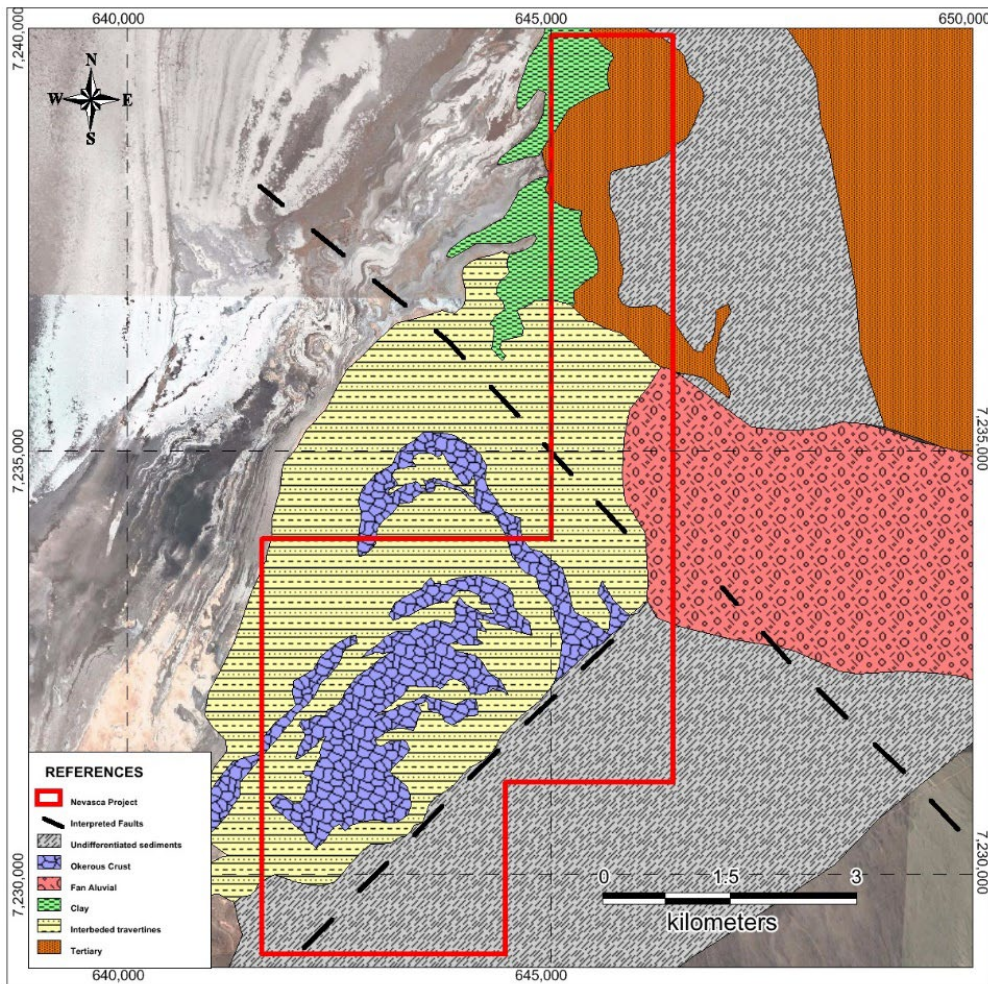 640,000 645,000 650,000
7,240,000
N
W E
S
7,235,000
7,235,000
REFERENCES
Nevasca Project
Interpreted Faults
Undifferentiated sediments
Okerous Crust
Fan Aluvial
Clay
Interbeded travertines
Tertiary
7,230,000
7,230,000
0 1.5 3
kilometers
640,000 645,000